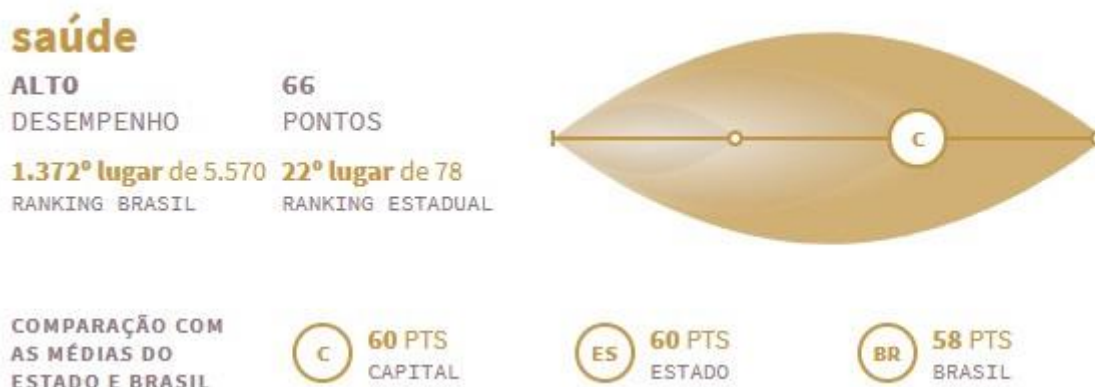 saúde
ALTO
DESEMPENHO
66
PONTOS
1.372º lugar de 5.570
RANKING BRASIL
22º lugar de 78
RANKING ESTADUAL
C
COMPARAÇÃO COM
AS MÉDIAS DO
ESTADO E BRASIL
C
60 PTS
CAPITAL
ES
60 PTS
ESTADO
BR
58 PTS
BRASIL